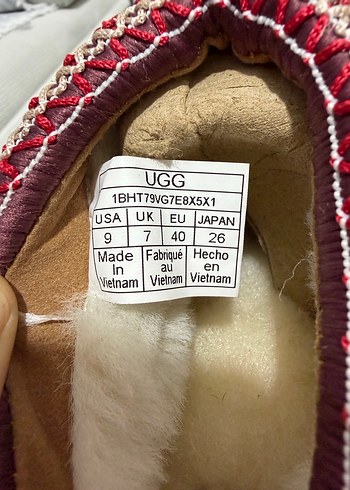 UGG
1BHT79VG7E8X5X1
USA UK EU JAPAN
9 7 40 26
Made Fabriqué Hecho
In au en
Vietnam Vietnam Vietnam